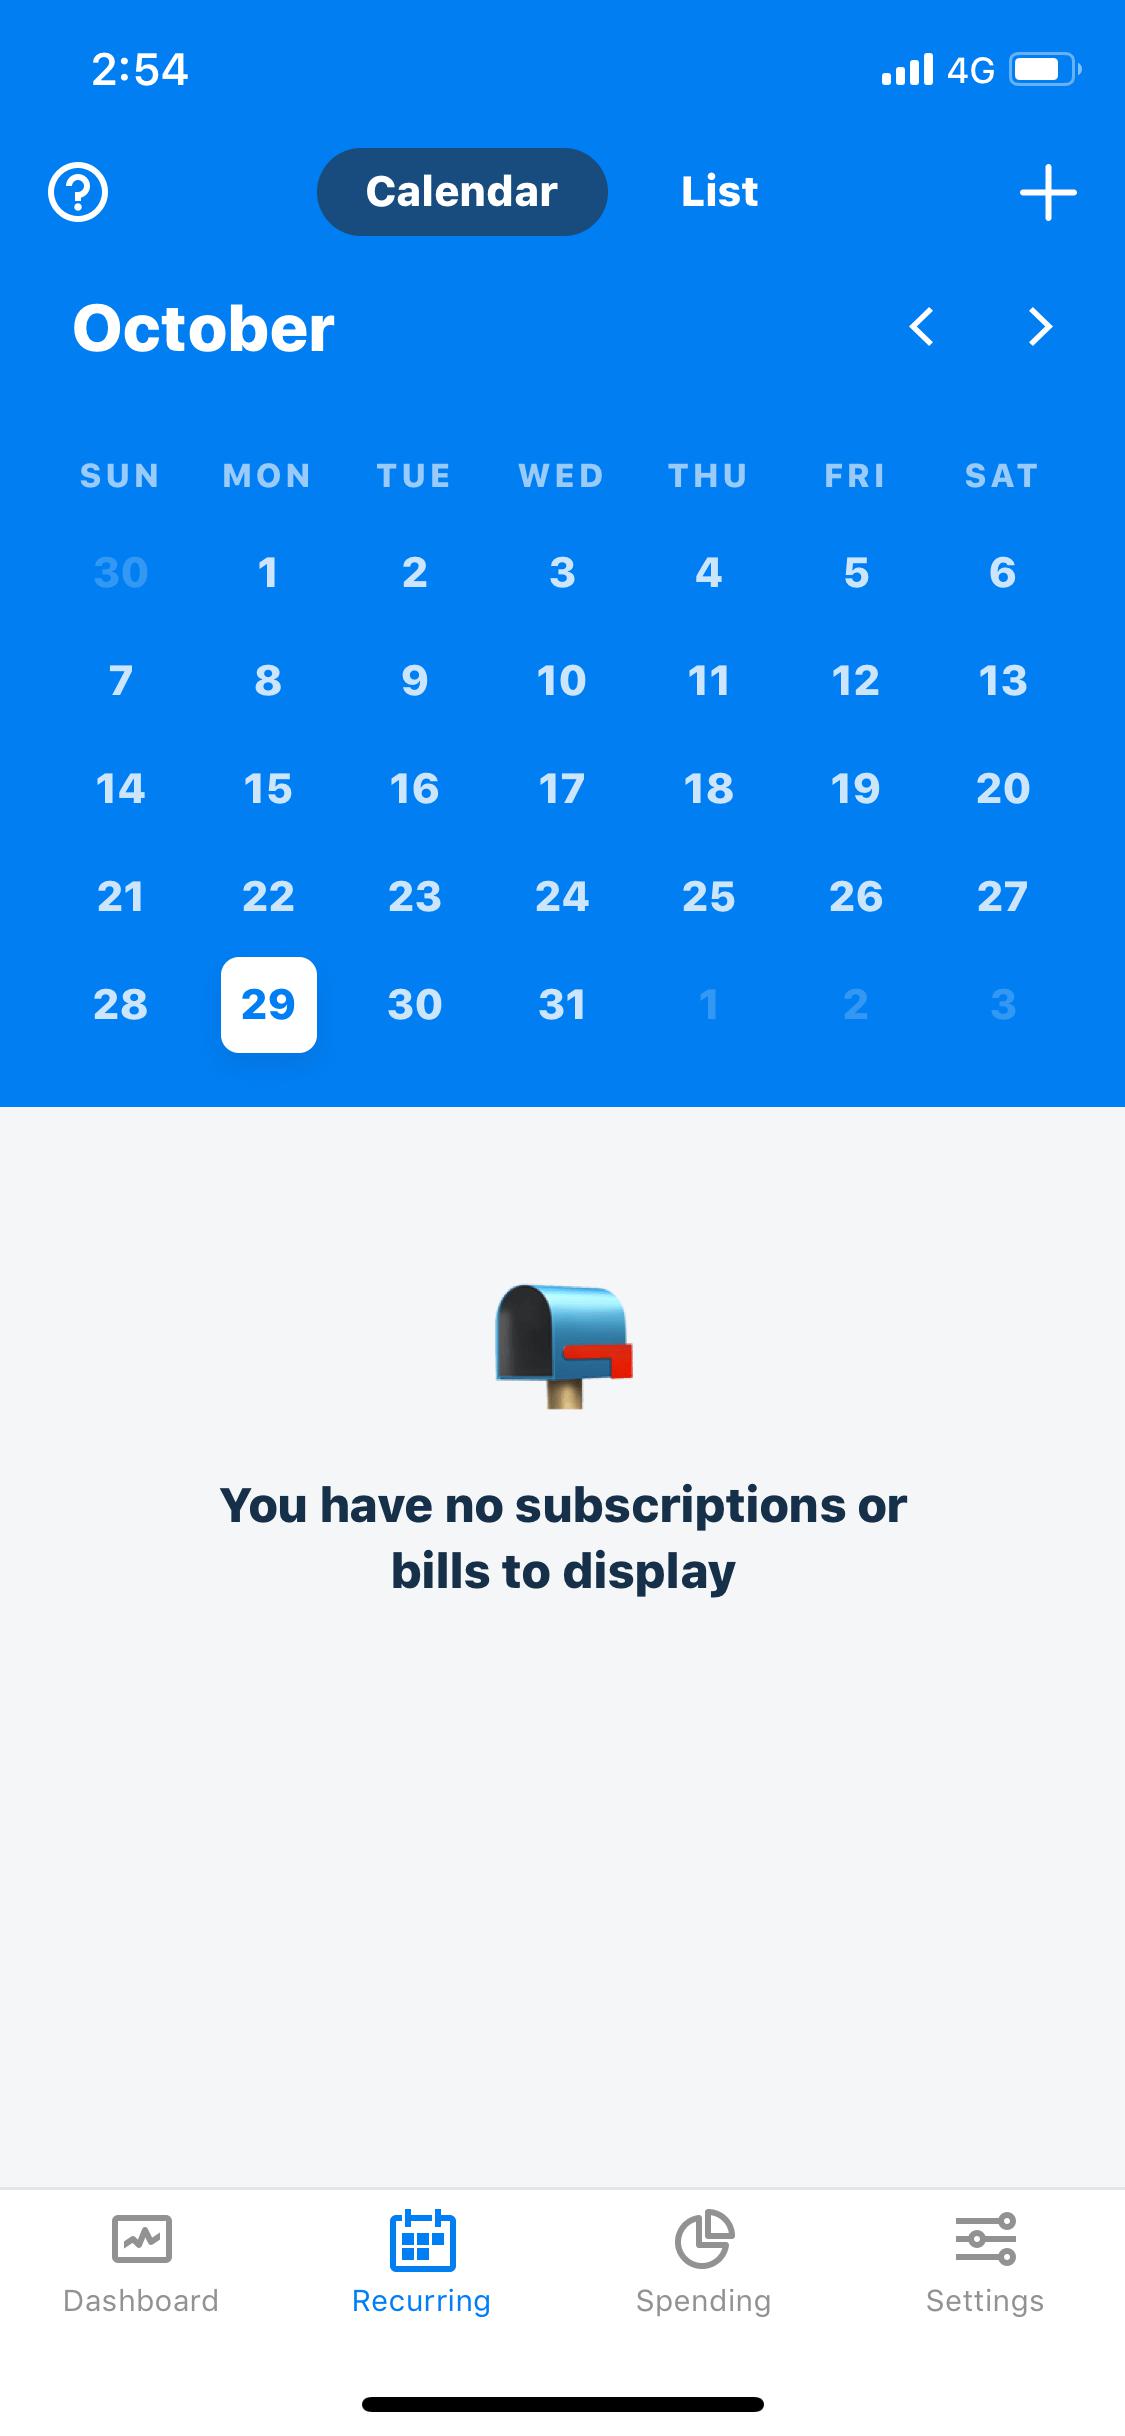 2:54 4G
Calendar List
October
SUN MON TUE WED THU FRI SAT
30 1 2 3 4 5 6
7 8 9 10 11 12 13
14 15 16 17 18 19 20
21 22 23 24 25 26 27
28 29 30 31 1 2 3
You have no subscriptions or
bills to display
Dashboard Recurring Spending Settings